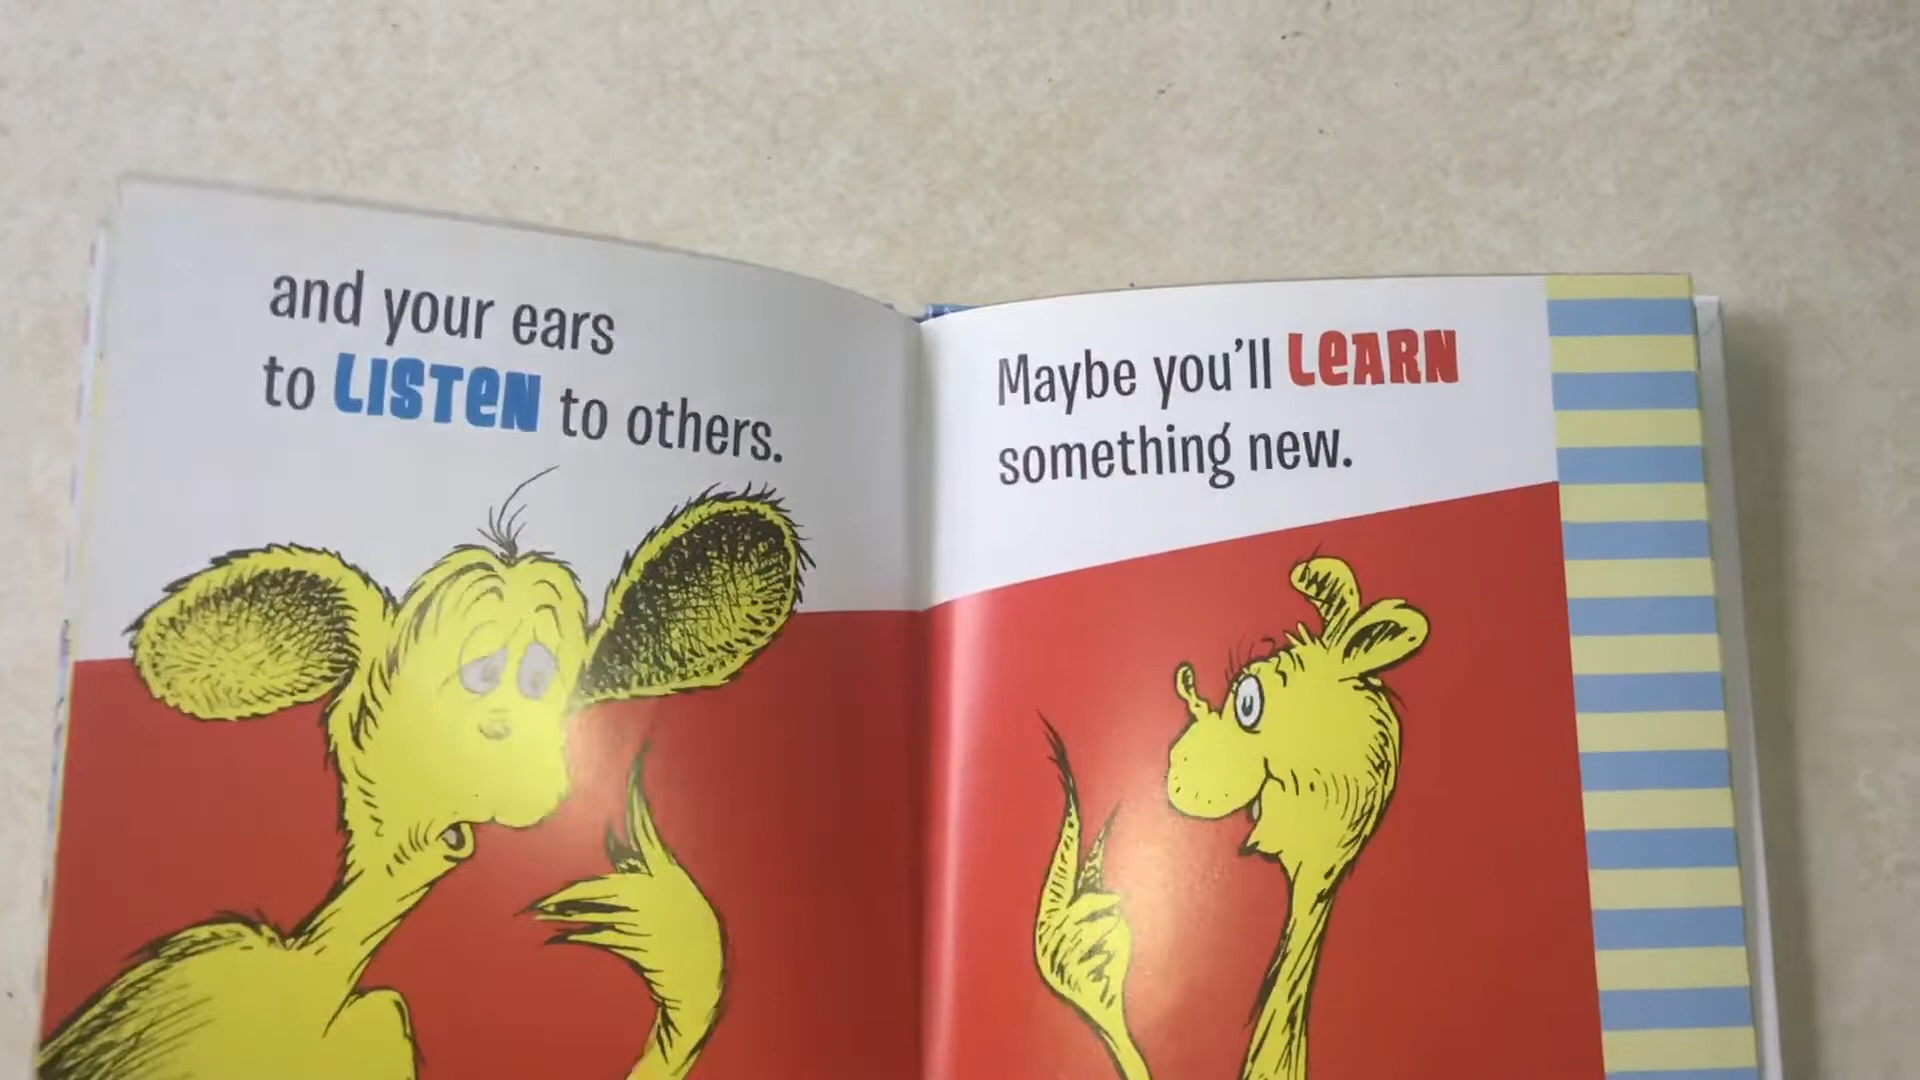 and your ears
to LISTEN to others.
Maybe you'll LEARN
something new.